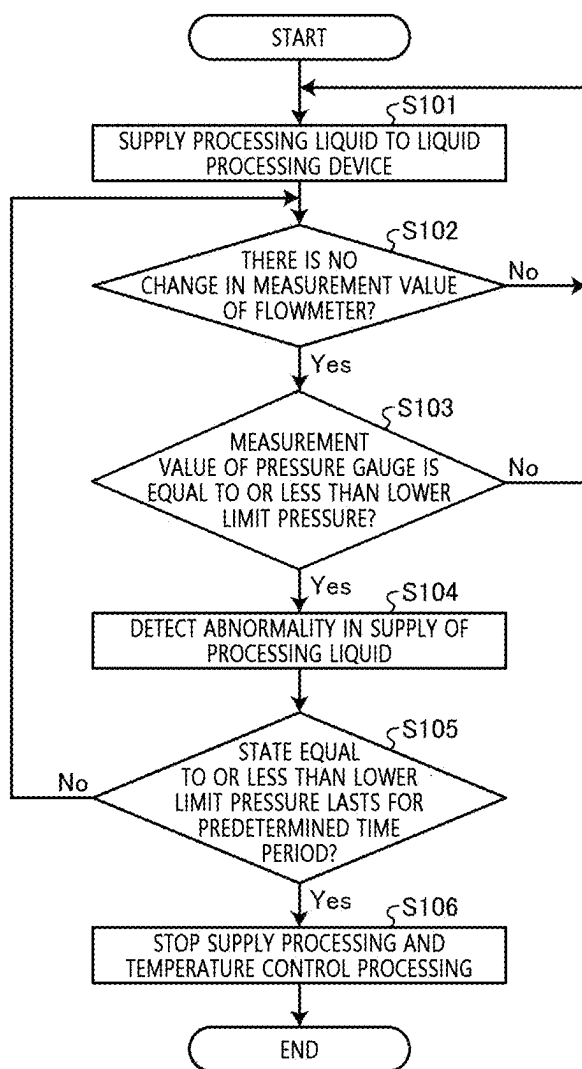 START
S101
SUPPLY PROCESSING LIQUID TO LIQUID
PROCESSING DEVICE
S102
THERE IS NO
CHANGE IN MEASUREMENT VALUE
OF FLOWMETER?
No
Yes
S103
MEASUREMENT
VALUE OF PRESSURE GAUGE IS
EQUAL TO OR LESS THAN LOWER
LIMIT PRESSURE?
No
Yes
S104
DETECT ABNORMALITY IN SUPPLY OF
PROCESSING LIQUID
S105
STATE EQUAL
TO OR LESS THAN LOWER
LIMIT PRESSURE LASTS FOR
PREDETERMINED TIME
PERIOD?
No
Yes
S106
STOP SUPPLY PROCESSING AND
TEMPERATURE CONTROL PROCESSING
END